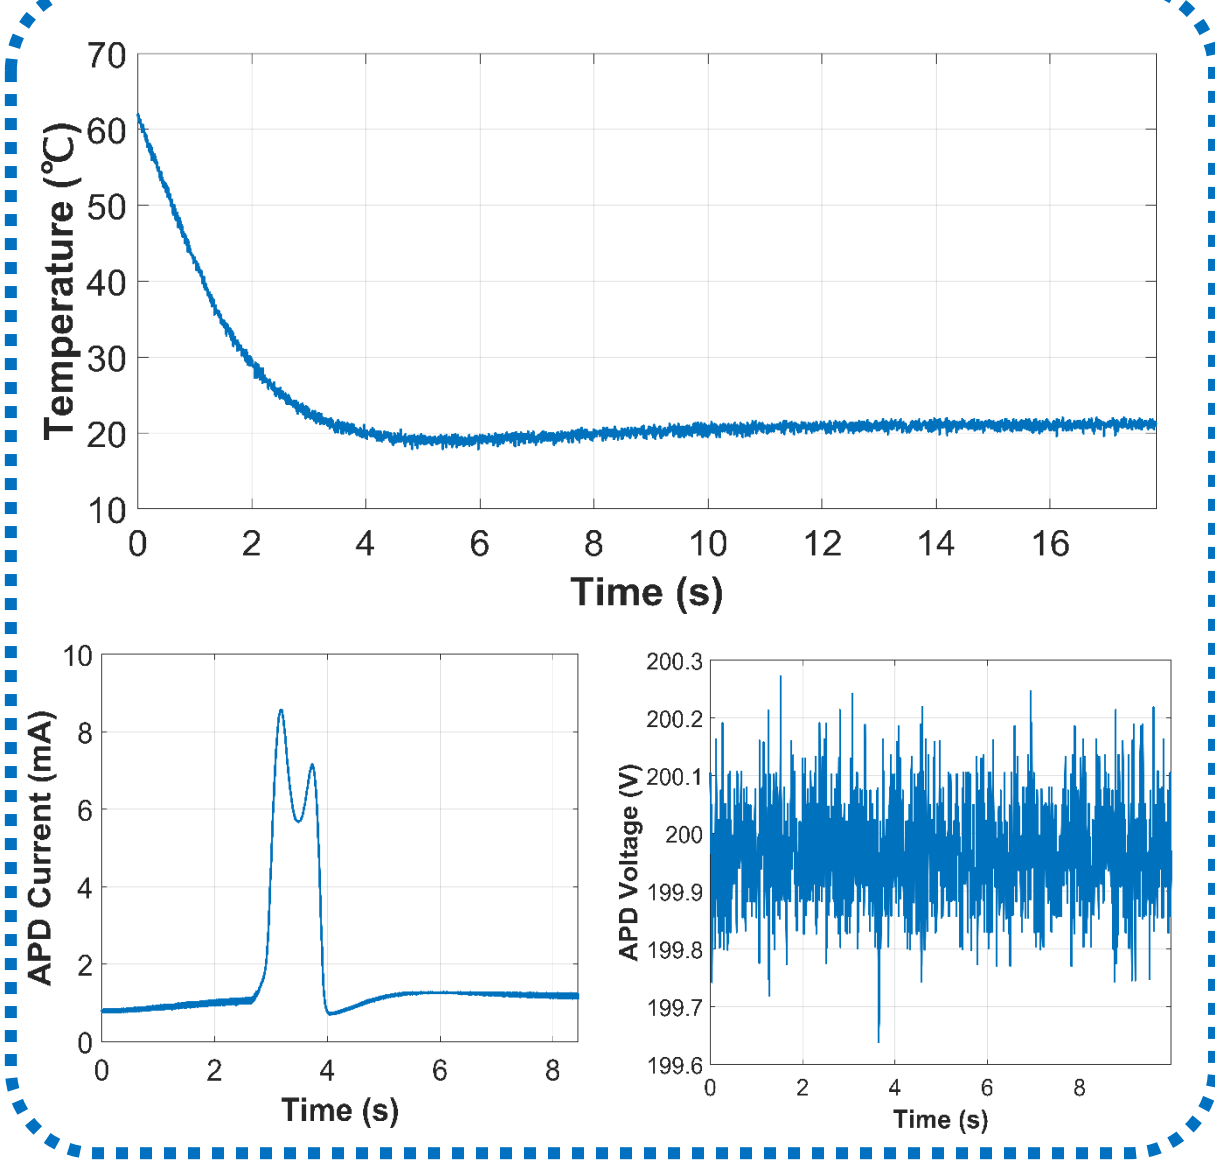 70
60
50
40
30
20
10
Temperature (℃)
0 2 4 6 8 10 12 14 16
Time (s)
10
8
6
4
2
0
APD Current (mA)
0 2 4 6 8
Time (s)
200.3
200.2
200.1
200
199.9
199.8
199.7
199.6
APD Voltage (V)
0 2 4 6 8
Time (s)